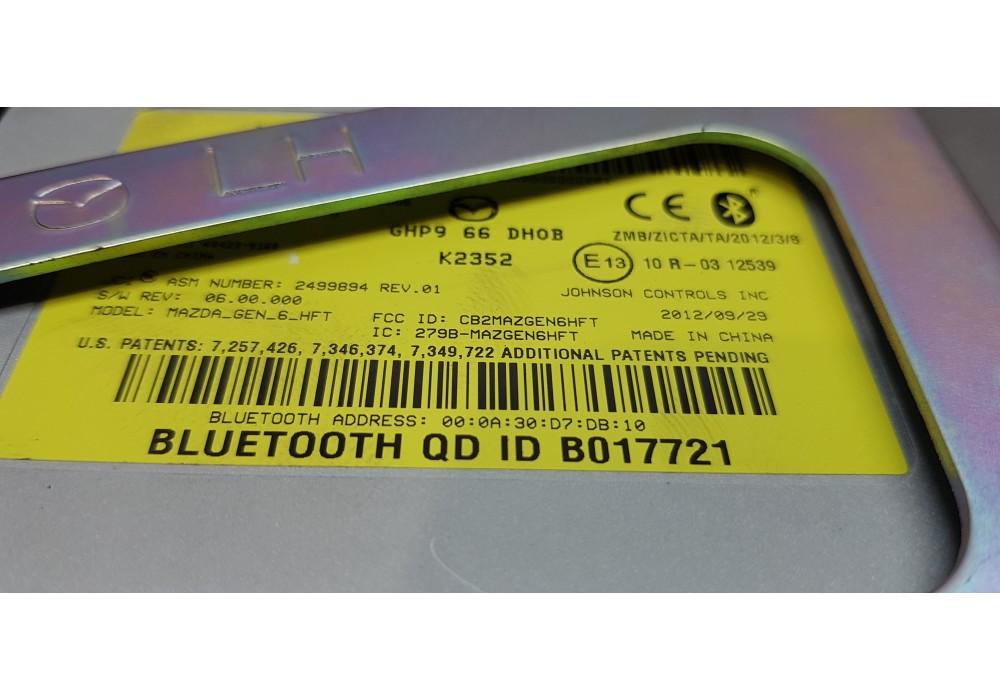 LH
CE
GHP9 66 DH0B
ZMB/ZICTA/TA/2012/3/8
K2352
E13 10 R-03 12539
ASM NUMBER: 2499894 REV.01
JOHNSON CONTROLS INC
S/W REV: 06.00.000
2012/09/29
MODEL: MAZDA_GEN_6_HFT
FCC ID: CB2MAZGEN6HFT
IC: 279B-MAZGEN6HFT
MADE IN CHINA
U.S. PATENTS: 7,257,426, 7,346,374, 7,349,722 ADDITIONAL PATENTS PENDING
BLUETOOTH ADDRESS: 00:0A:30:D7:DB:10
BLUETOOTH QD ID B017721